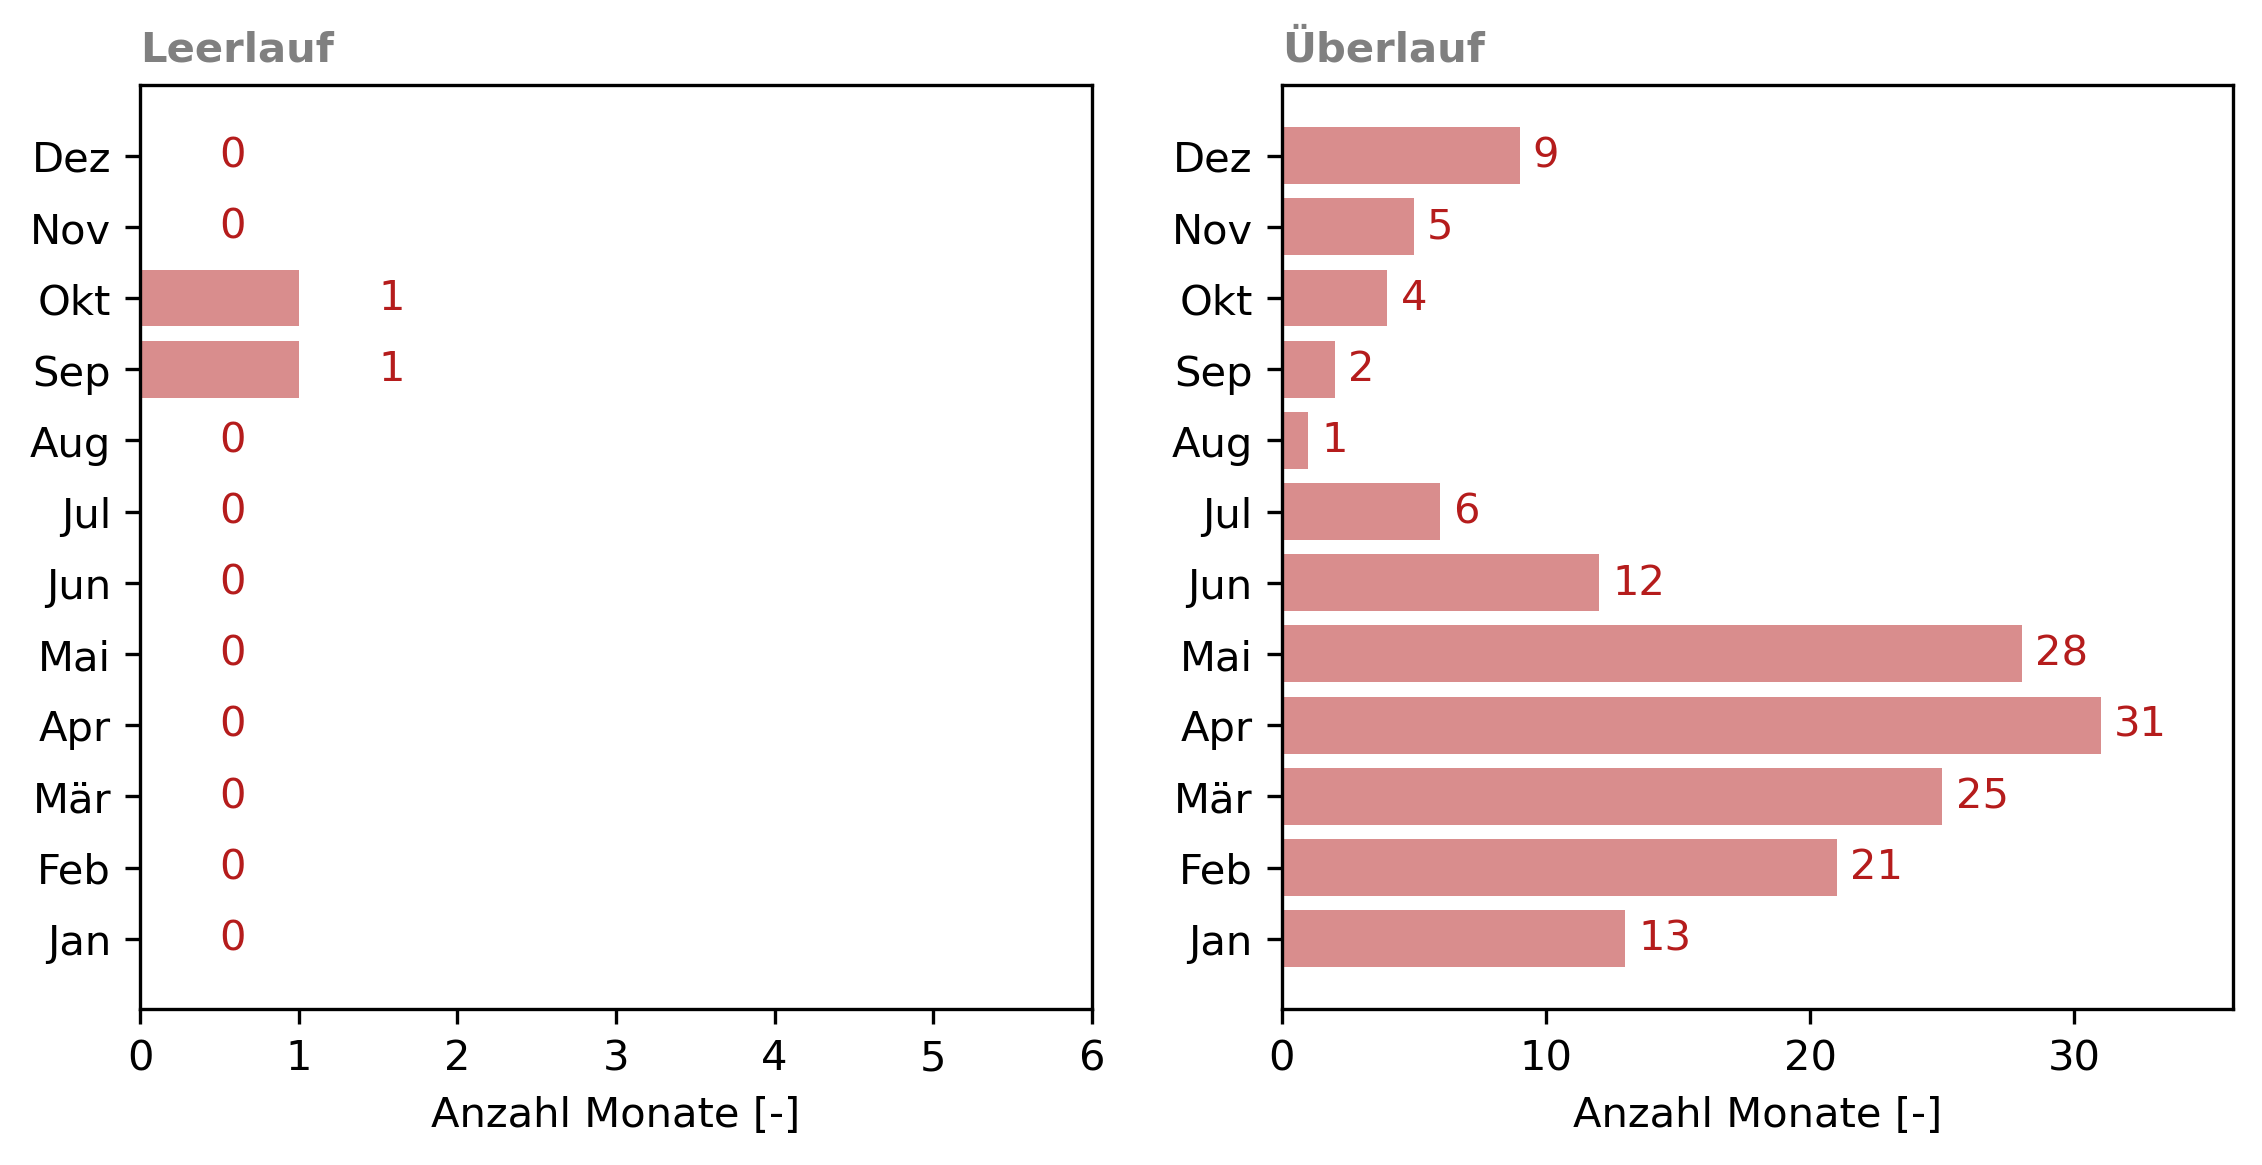 Leerlauf
Dez 0
Nov 0
Okt 1
Sep 1
Aug 0
Jul 0
Jun 0
Mai 0
Apr 0
Mär 0
Feb 0
Jan 0
0 1 2 3 4 5 6
Anzahl Monate [-]
Überlauf
Dez 9
Nov 5
Okt 4
Sep 2
Aug 1
Jul 6
Jun 12
Mai 28
Apr 31
Mär 25
Feb 21
Jan 13
0 10 20 30
Anzahl Monate [-]